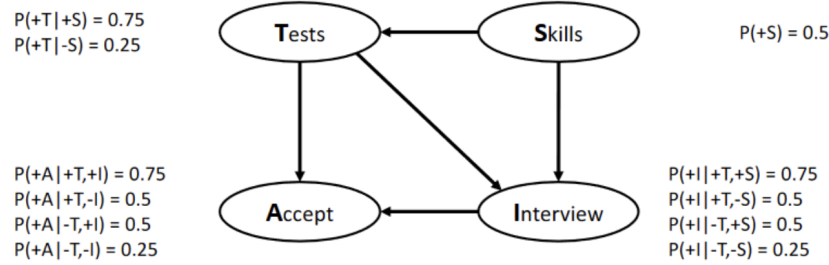 P(+T|+S) = 0.75
P(+T|-S) = 0.25
Tests
Skills
P(+S) = 0.5
P(+A|+T,+I) = 0.75
P(+A|+T,-I) = 0.5
P(+A|-T,+I) = 0.5
P(+A|-T,-I) = 0.25
Accept
Interview
P(+I|+T,+S) = 0.75
P(+I|+T,-S) = 0.5
P(+I|-T,+S) = 0.5
P(+I|-T,-S) = 0.25